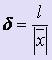 δ = l / |x̄|